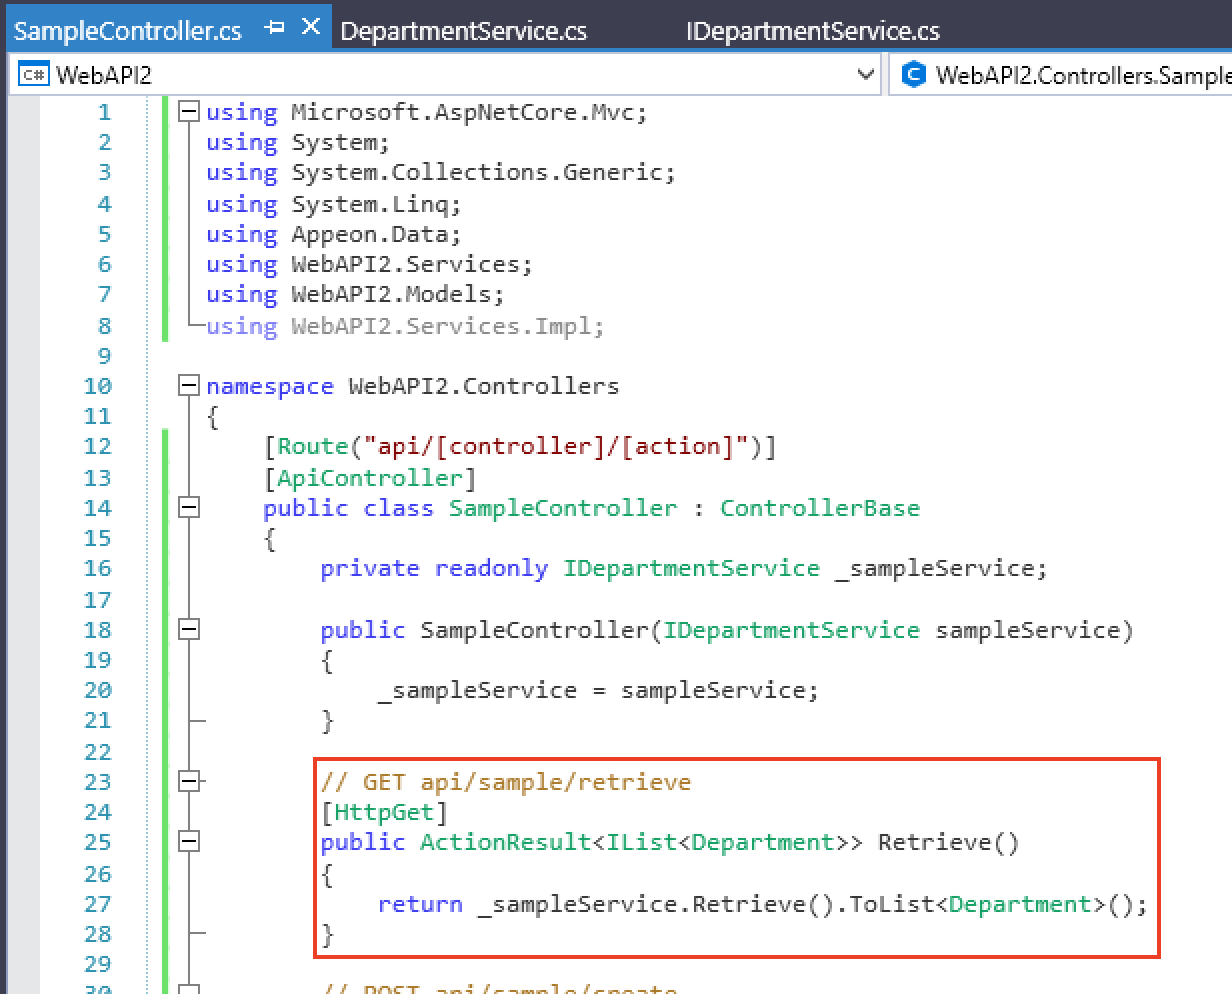 SampleController.cs DepartmentService.cs IDepartmentService.cs
C# WebAPI2 C WebAPI2.Controllers.Sample
1 using Microsoft.AspNetCore.Mvc;
2 using System;
3 using System.Collections.Generic;
4 using System.Linq;
5 using Appeon.Data;
6 using WebAPI2.Services;
7 using WebAPI2.Models;
8 using WebAPI2.Services.Impl;
9
10 namespace WebAPI2.Controllers
11 {
12 [Route("api/[controller]/[action]")]
13 [ApiController]
14 public class SampleController : ControllerBase
15 {
16 private readonly IDepartmentService _sampleService;
17
18 public SampleController(IDepartmentService sampleService)
19 {
20 _sampleService = sampleService;
21 }
22
23 // GET api/sample/retrieve
24 [HttpGet]
25 public ActionResult<IList<Department>> Retrieve()
26 {
27 return _sampleService.Retrieve().ToList<Department>();
28 }
29
30 // POST api/sample/create